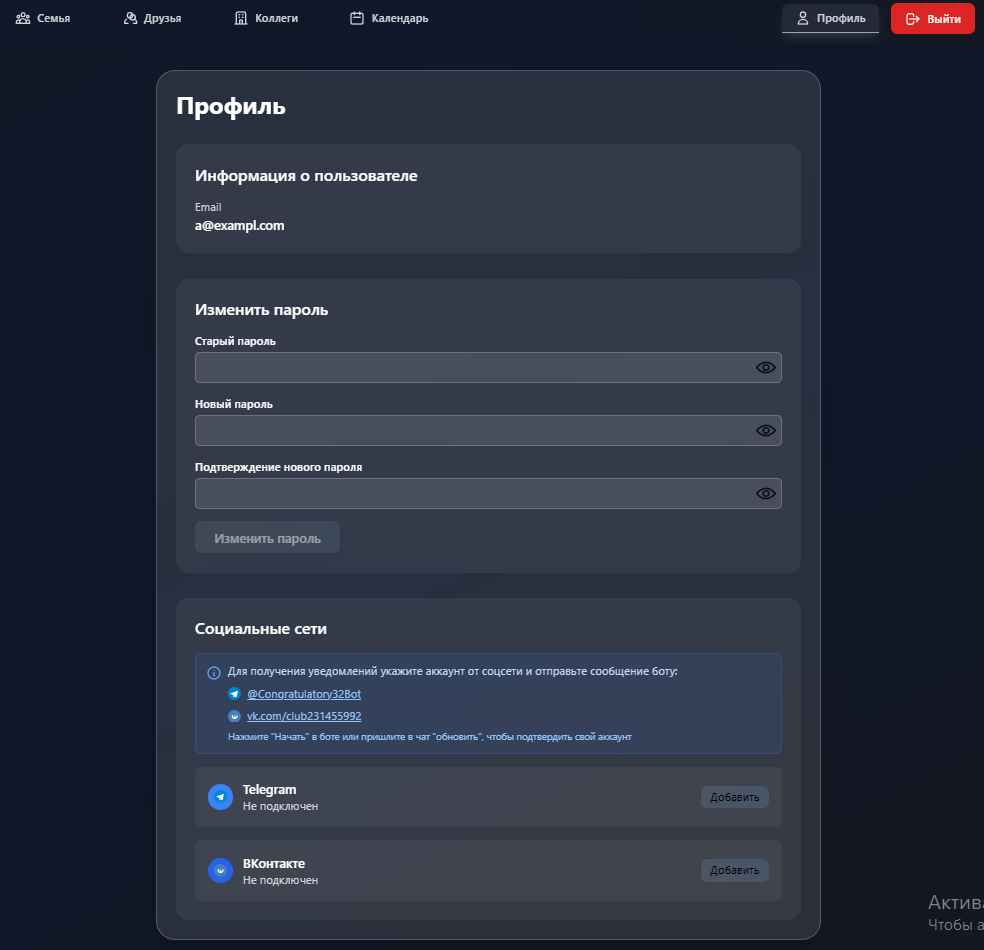 Семья Друзья Коллеги Календарь Профиль Выйти
Профиль
Информация о пользователе
Email
a@exampl.com
Изменить пароль
Старый пароль
Новый пароль
Подтверждение нового пароля
Изменить пароль
Социальные сети
Для получения уведомлений укажите аккаунт от соцсети и отправьте сообщение боту:
@Congratulatory32Bot
vk.com/club231455992
Нажмите "Начать" в боте или пришлите в чат "обновить", чтобы подтвердить свой аккаунт
Telegram
Не подключен
Добавить
ВКонтакте
Не подключен
Добавить
Чтобы